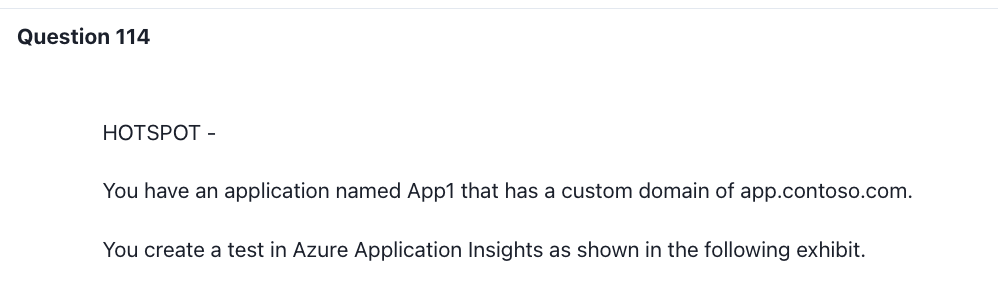 Question 114
HOTSPOT -
You have an application named App1 that has a custom domain of app.contoso.com.
You create a test in Azure Application Insights as shown in the following exhibit.